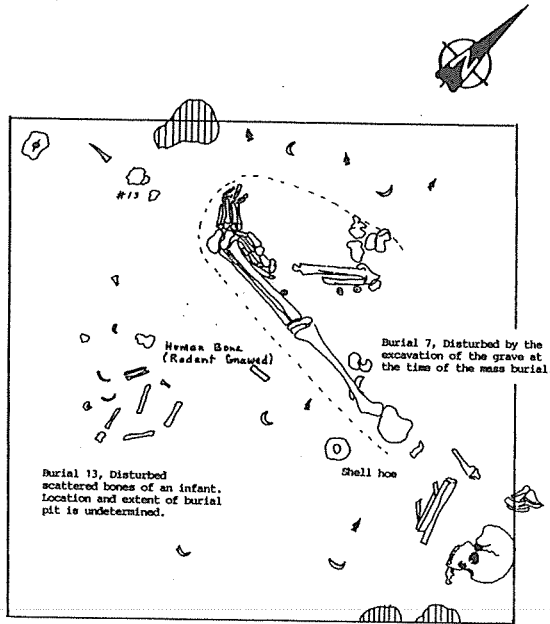 N
#13
Human Bone
(Rodent Gnawed)
Burial 7, Disturbed by the
excavation of the grave at
the time of the mass burial
Shell hoe
Burial 13, Disturbed
scattered bones of an infant.
Location and extent of burial
pit is undetermined.